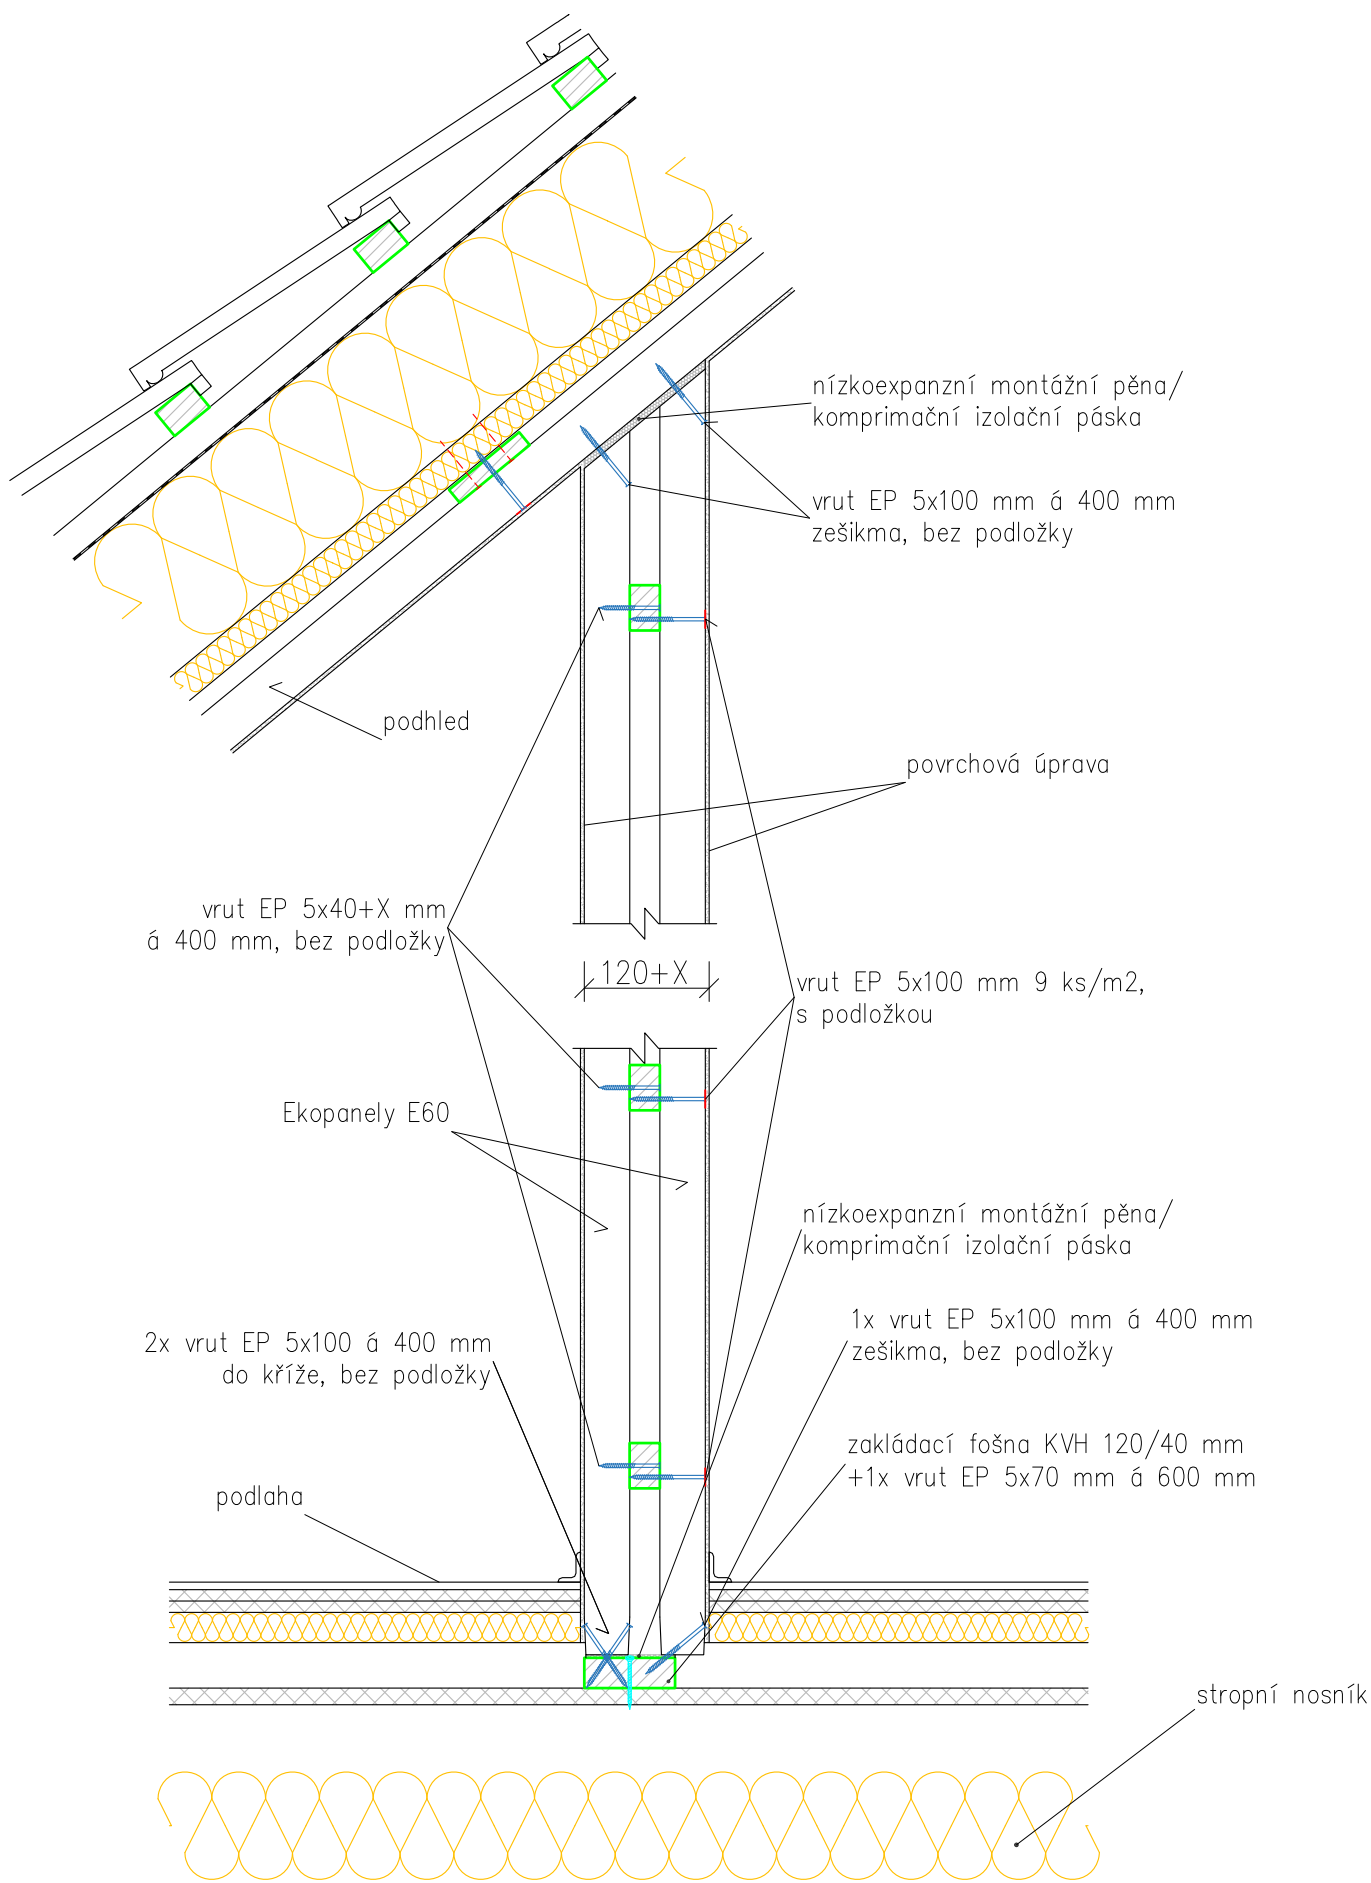 nízkoexpanzní montážní pěna/
komprimační izolační páska
vrut EP 5x100 mm á 400 mm
zešikma, bez podložky
podhled
povrchová úprava
vrut EP 5x40+X mm
á 400 mm, bez podložky
120+X
vrut EP 5x100 mm 9 ks/m2,
s podložkou
Ekopanely E60
nízkoexpanzní montážní pěna/
komprimační izolační páska
1x vrut EP 5x100 mm á 400 mm
zešikma, bez podložky
2x vrut EP 5x100 á 400 mm
do kříže, bez podložky
zakládací fošna KVH 120/40 mm
+1x vrut EP 5x70 mm á 600 mm
podlaha
stropní nosník